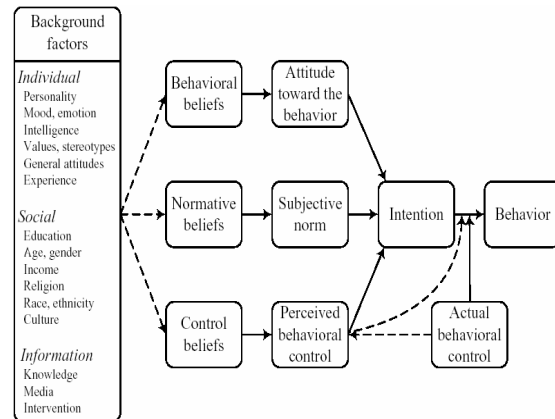 Background
factors
Individual
Personality
Mood, emotion
Intelligence
Values, stereotypes
General attitudes
Experience
Social
Education
Age, gender
Income
Religion
Race, ethnicity
Culture
Information
Knowledge
Media
Intervention
Behavioral
beliefs
Attitude
toward the
behavior
Normative
beliefs
Subjective
norm
Intention
Behavior
Control
beliefs
Perceived
behavioral
control
Actual
behavioral
control